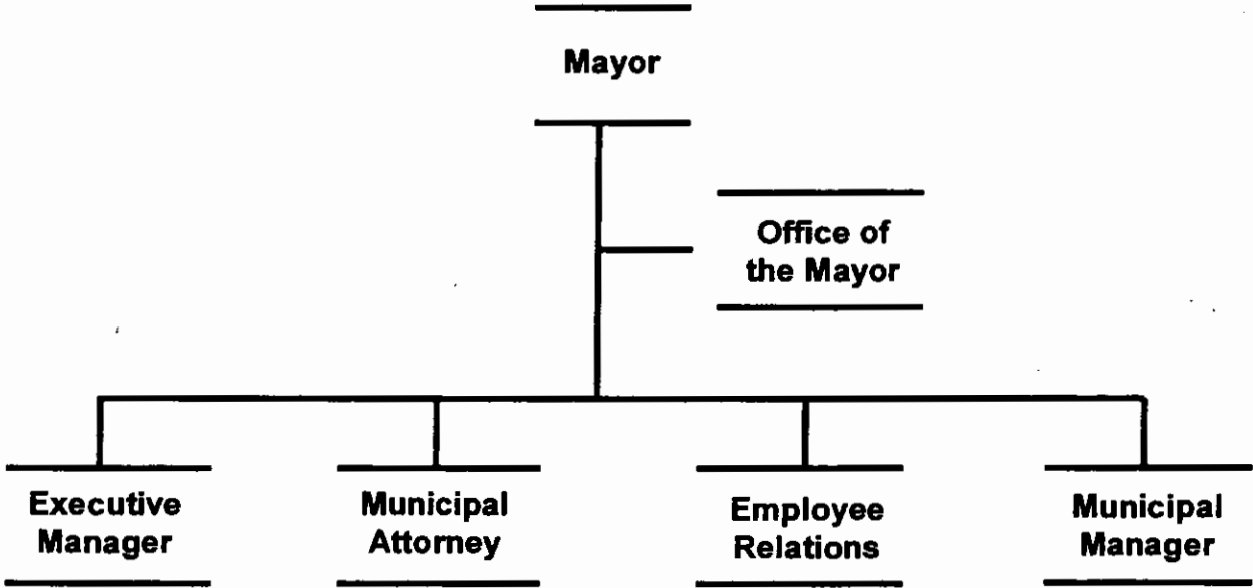 Mayor
Office of
the Mayor
Executive
Manager
Municipal
Attorney
Employee
Relations
Municipal
Manager